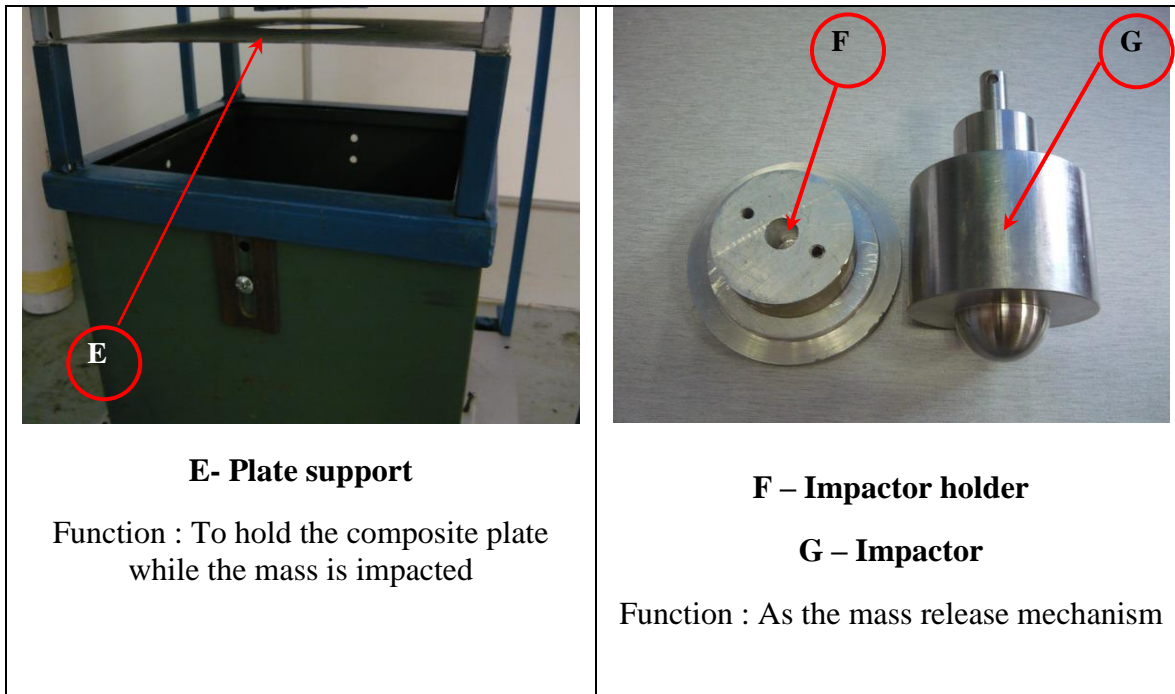 E
E- Plate support
Function : To hold the composite plate
while the mass is impacted
F
G
F – Impactor holder
G – Impactor
Function : As the mass release mechanism